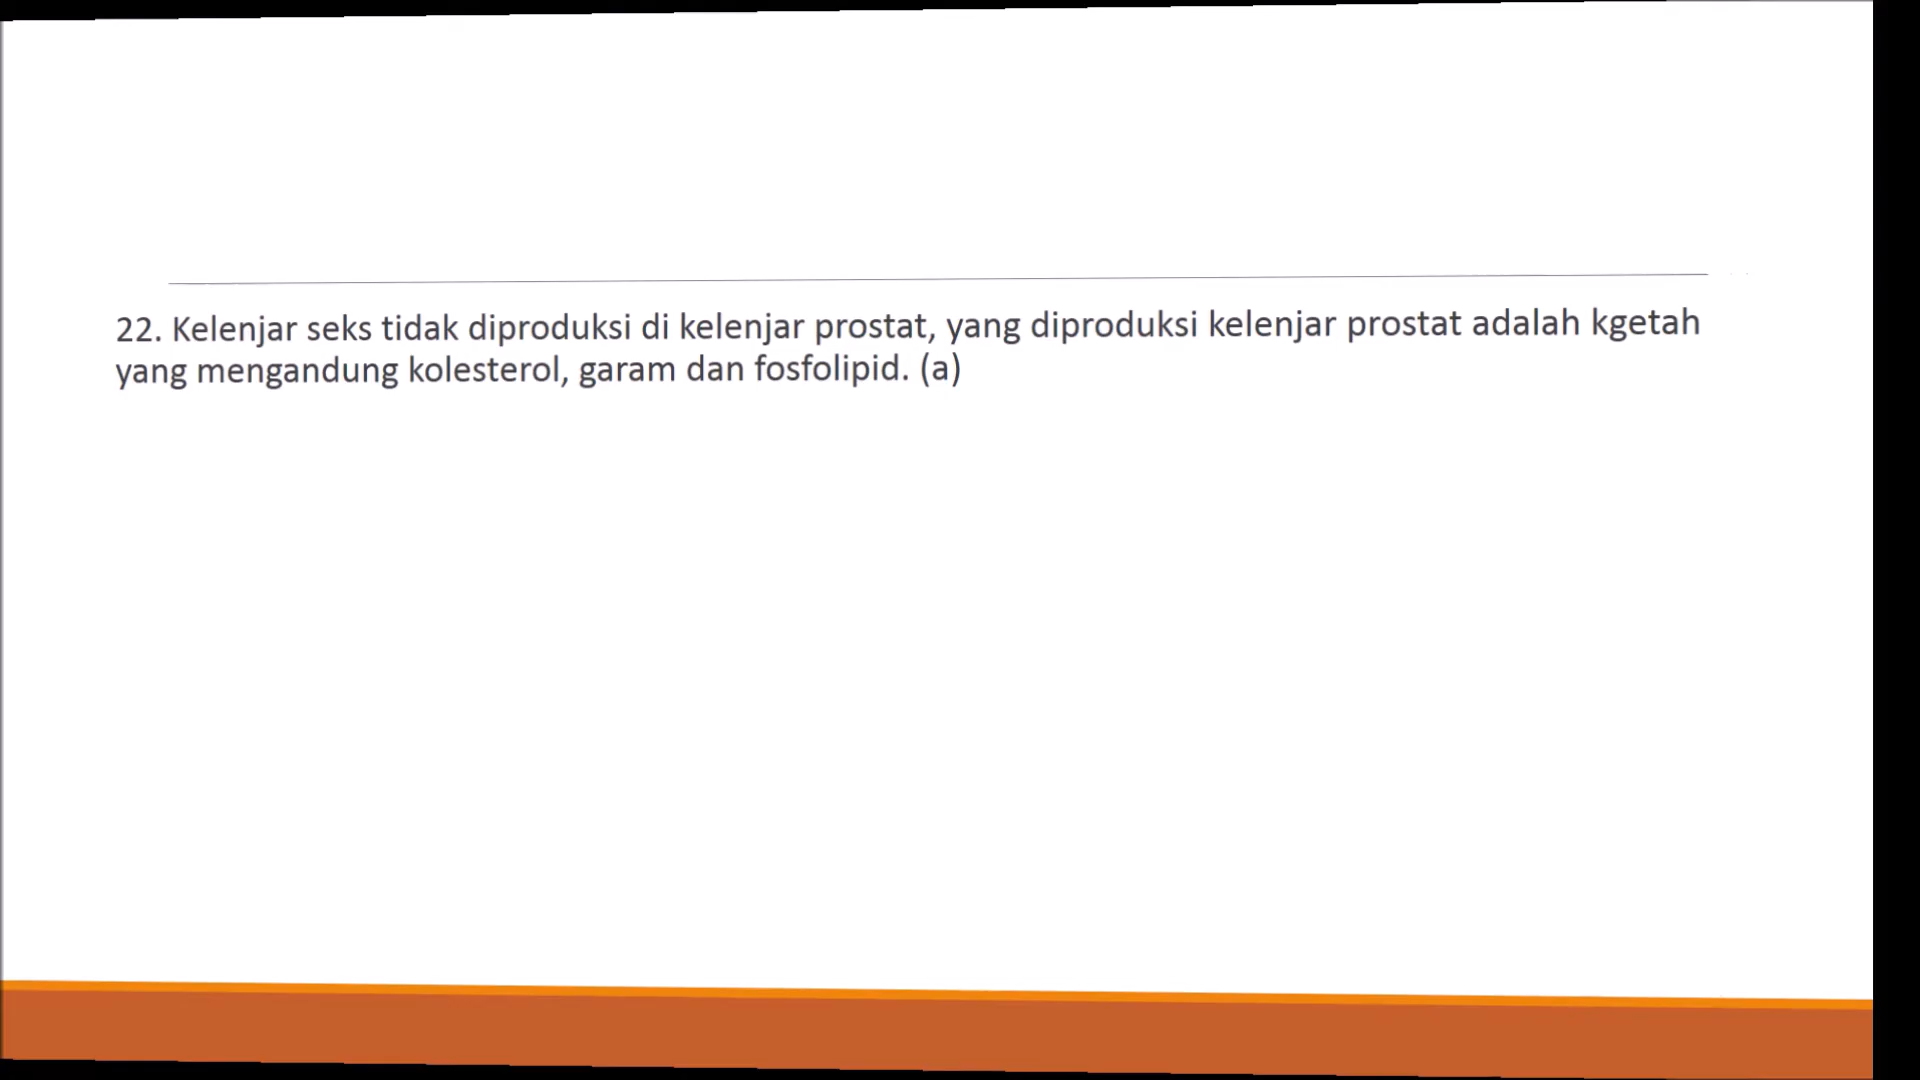 22. Kelenjar seks tidak diproduksi di kelenjar prostat, yang diproduksi kelenjar prostat adalah kgetah
yang mengandung kolesterol, garam dan fosfolipid. (a)